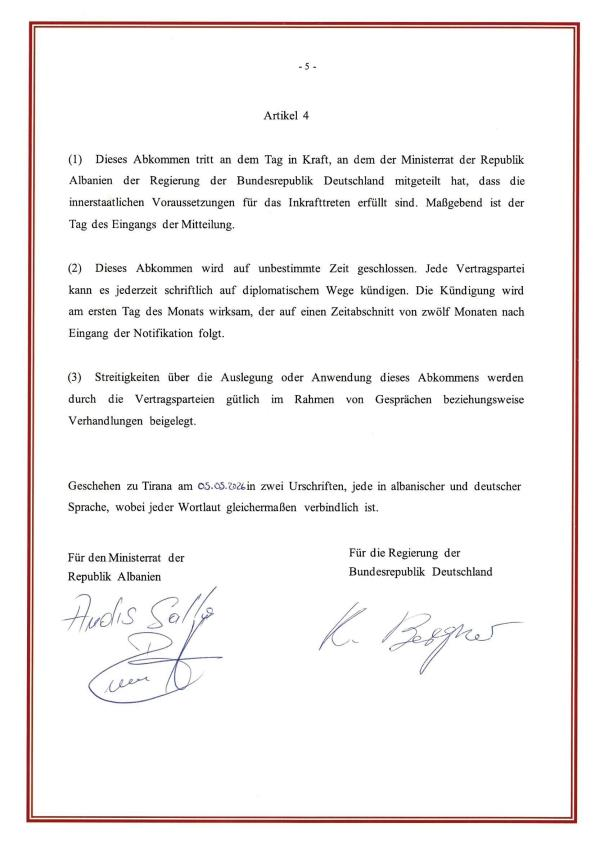 - 5 -
Artikel 4
(1) Dieses Abkommen tritt an dem Tag in Kraft, an dem der Ministerrat der Republik
Albanien der Regierung der Bundesrepublik Deutschland mitgeteilt hat, dass die
innerstaatlichen Voraussetzungen für das Inkrafttreten erfüllt sind. Maßgebend ist der
Tag des Eingangs der Mitteilung.
(2) Dieses Abkommen wird auf unbestimmte Zeit geschlossen. Jede Vertragspartei
kann es jederzeit schriftlich auf diplomatischem Wege kündigen. Die Kündigung wird
am ersten Tag des Monats wirksam, der auf einen Zeitabschnitt von zwölf Monaten nach
Eingang der Notifikation folgt.
(3) Streitigkeiten über die Auslegung oder Anwendung dieses Abkommens werden
durch die Vertragsparteien gütlich im Rahmen von Gesprächen beziehungsweise
Verhandlungen beigelegt.
Geschehen zu Tirana am 05.05.2026 in zwei Urschriften, jede in albanischer und deutscher
Sprache, wobei jeder Wortlaut gleichermaßen verbindlich ist.
Für den Ministerrat der
Republik Albanien
Für die Regierung der
Bundesrepublik Deutschland
K.